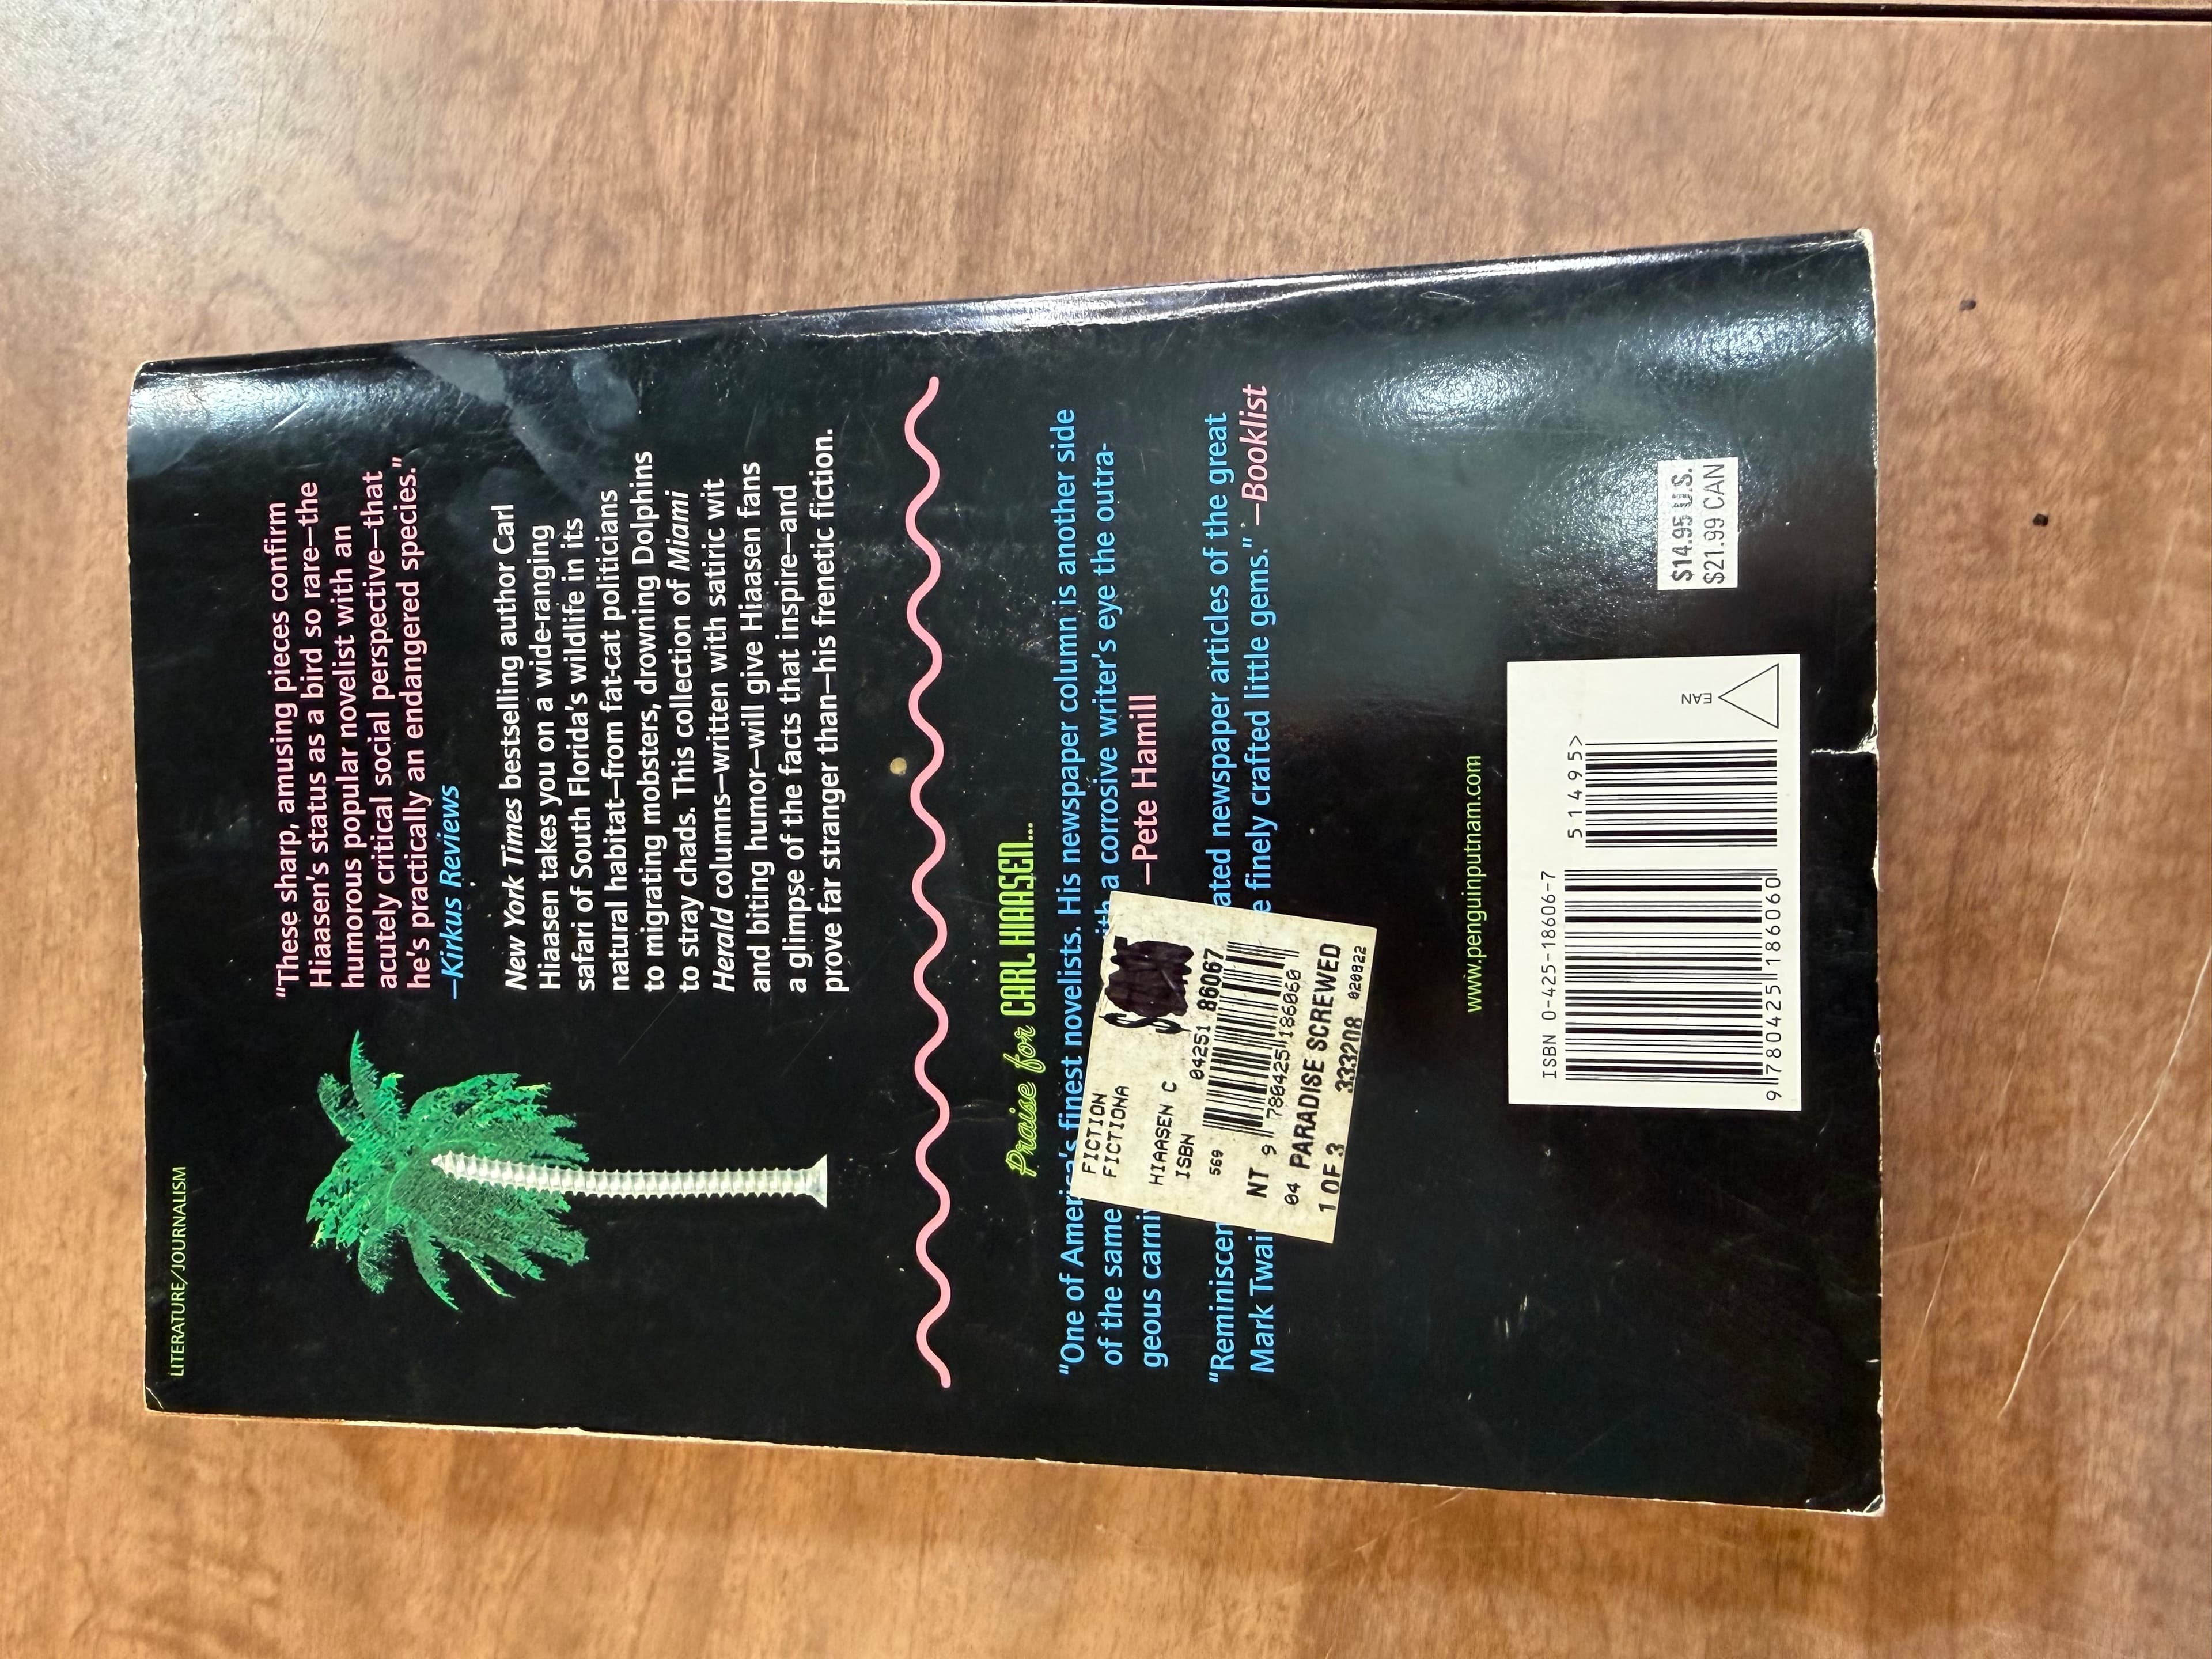 LITERATURE/JOURNALISM
"These sharp, amusing pieces confirm
Hiaasen's status as a bird so rare—the
humorous popular novelist with an
acutely critical social perspective—that
he's practically an endangered species."
—Kirkus Reviews
New York Times bestselling author Carl
Hiaasen takes you on a wide-ranging
safari of South Florida's wildlife in its
natural habitat—from fat-cat politicians
to migrating mobsters, drowning Dolphins
to stray chads. This collection of Miami
Herald columns—written with satiric wit
and biting humor—will give Hiaasen fans
a glimpse of the facts that inspire—and
prove far stranger than—his frenetic fiction.
Praise for CARL HIAASEN...
"One of America's finest novelists. His newspaper column is another side
of the same a corrosive writer's eye the outra-
geous carni —Pete Hamill
"Reminiscen ated newspaper articles of the great
Mark Twai e finely crafted little gems." —Booklist
FICTION
FICTIONA
HIAASEN C
ISBN 04251 86067
569
NT 9 780425 186060
04 PARADISE SCREWED
1 OF 3 333208 020822
www.penguinputnam.com
ISBN 0-425-18606-7
51495>
9 780425 186060
EAN
$14.95 U.S.
$21.99 CAN